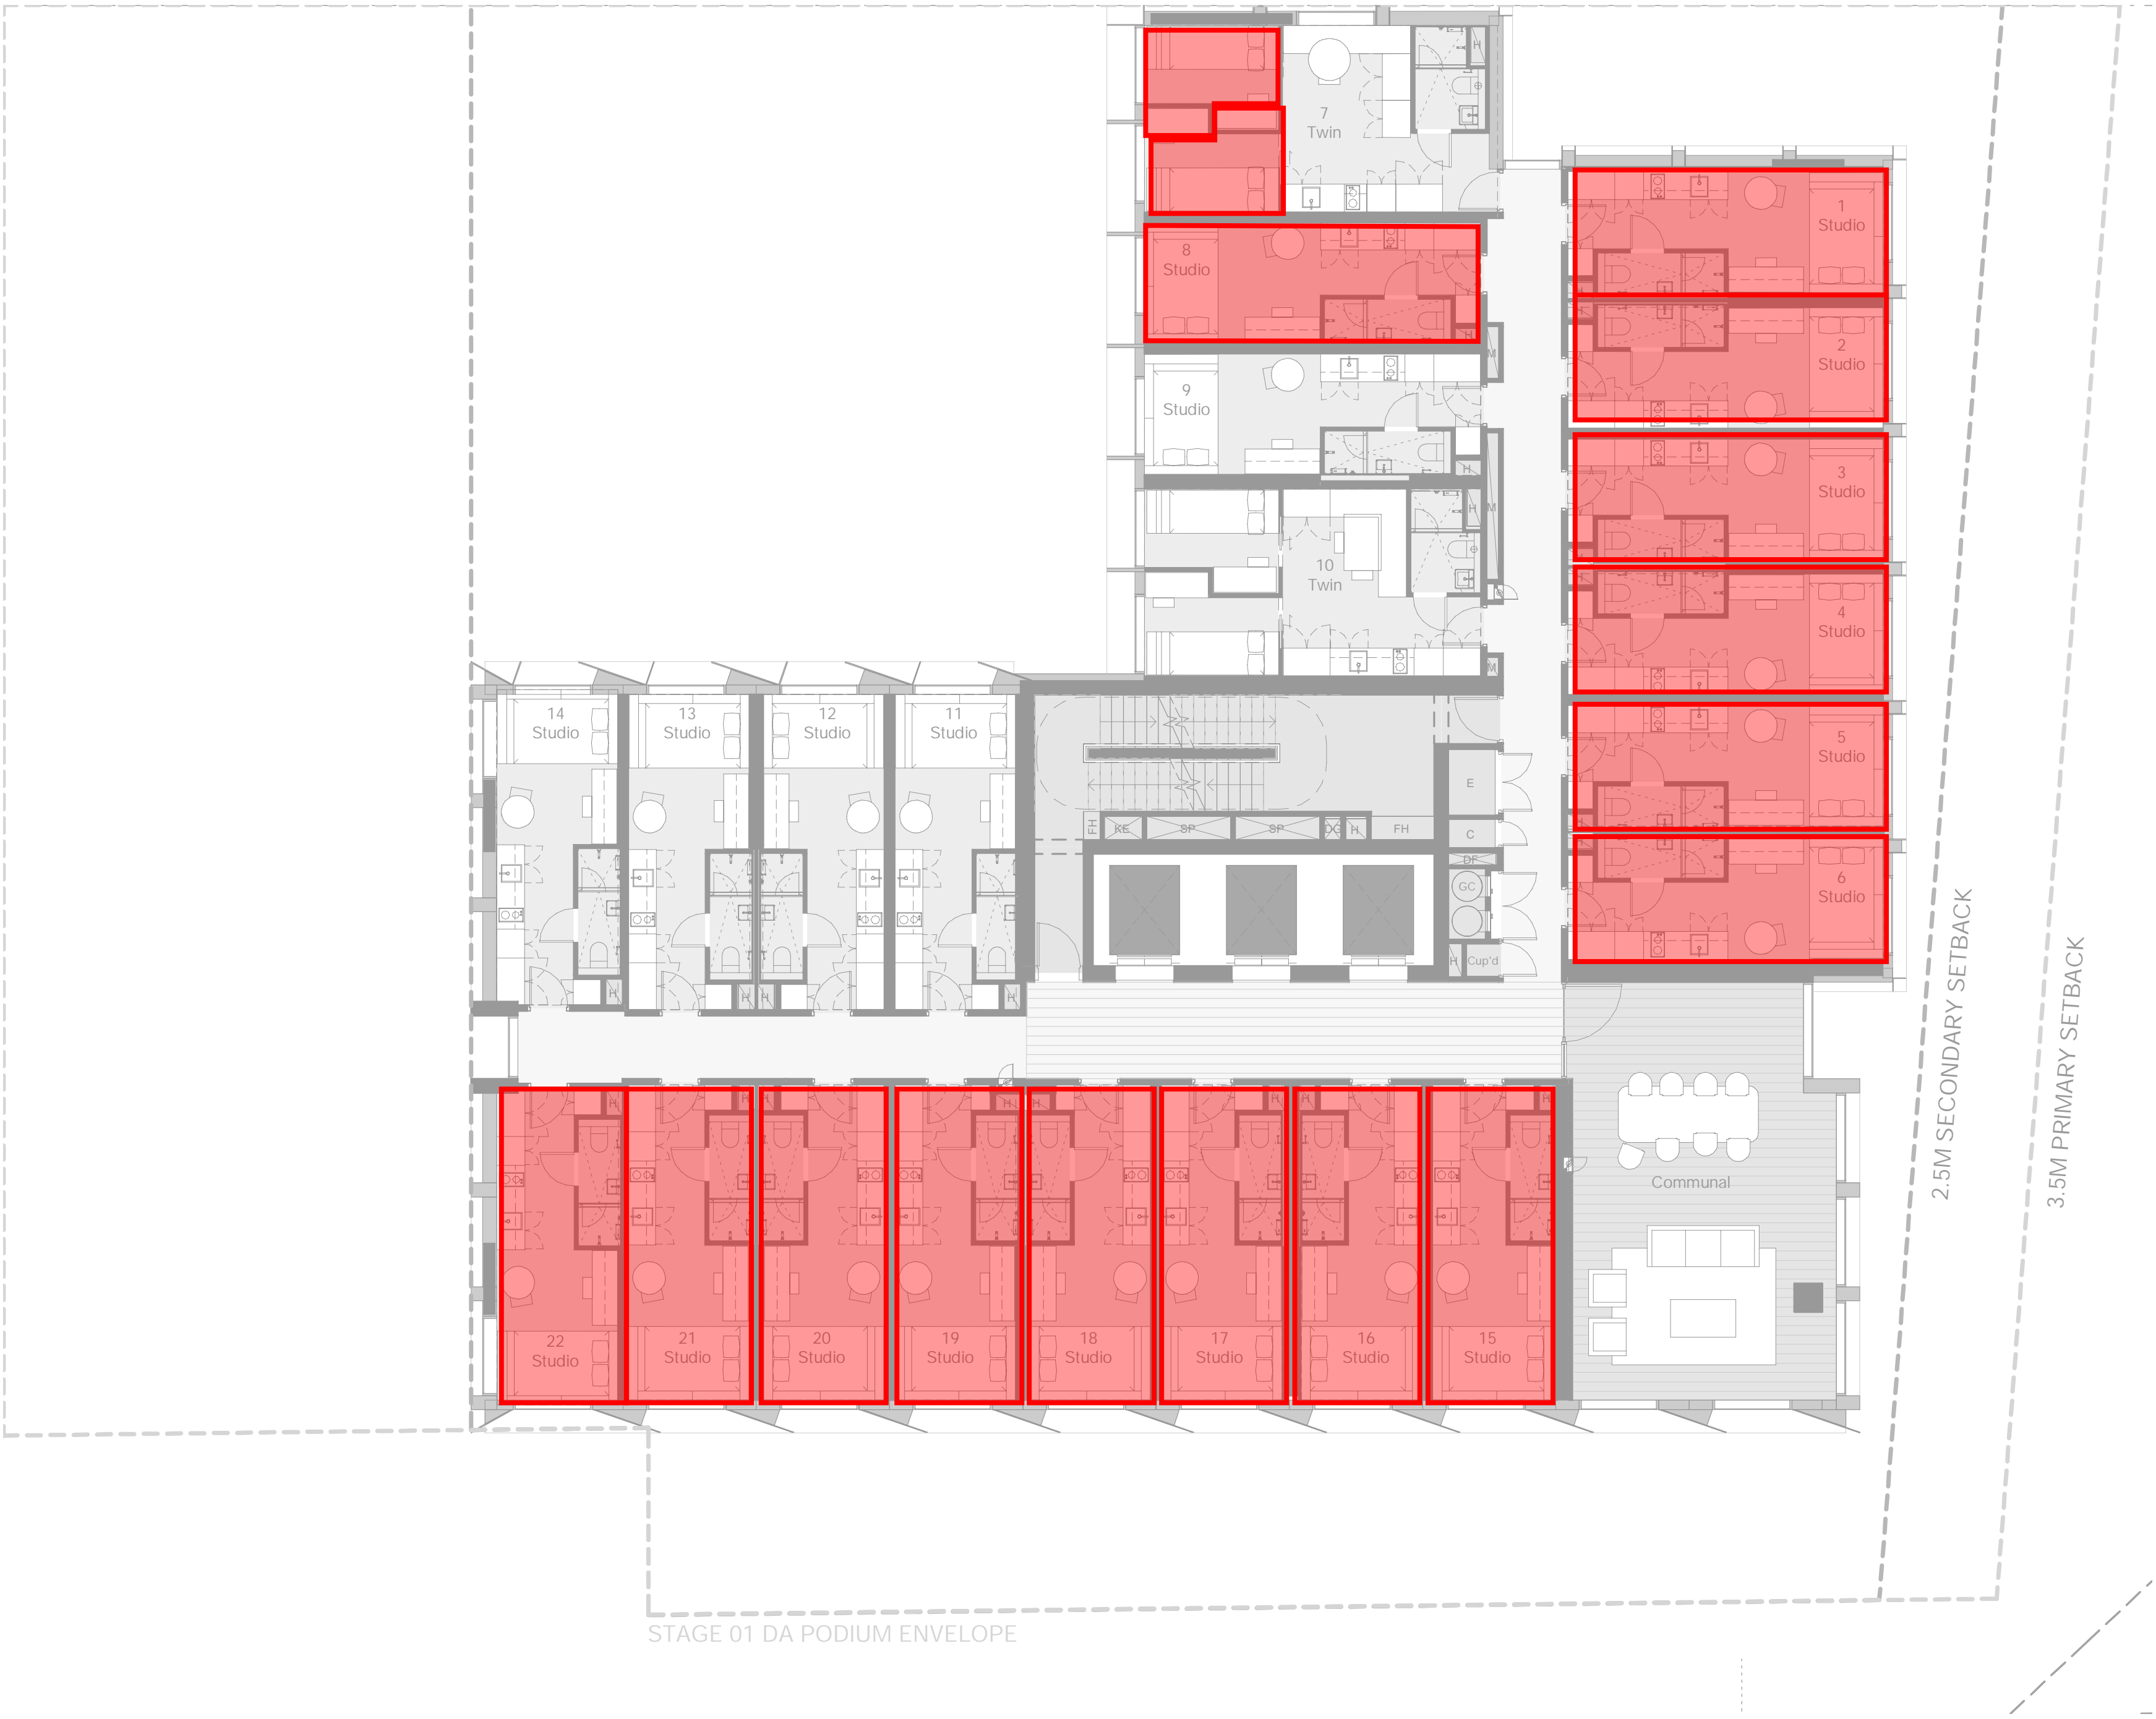 H
7
Twin
1
Studio
8
Studio
H
M
2
Studio
9
Studio
H
3
Studio
H
M
10
Twin
4
Studio
M
14
Studio
13
Studio
12
Studio
11
Studio
5
Studio
E
FH
KE
SP
SP
DG
H
FH
C
DF
GC
6
Studio
H
Cup'd
H
H
H
H
2.5M SECONDARY SETBACK
3.5M PRIMARY SETBACK
H
H
H
H
H
H
H
H
Communal
22
Studio
21
Studio
20
Studio
19
Studio
18
Studio
17
Studio
16
Studio
15
Studio
STAGE 01 DA PODIUM ENVELOPE